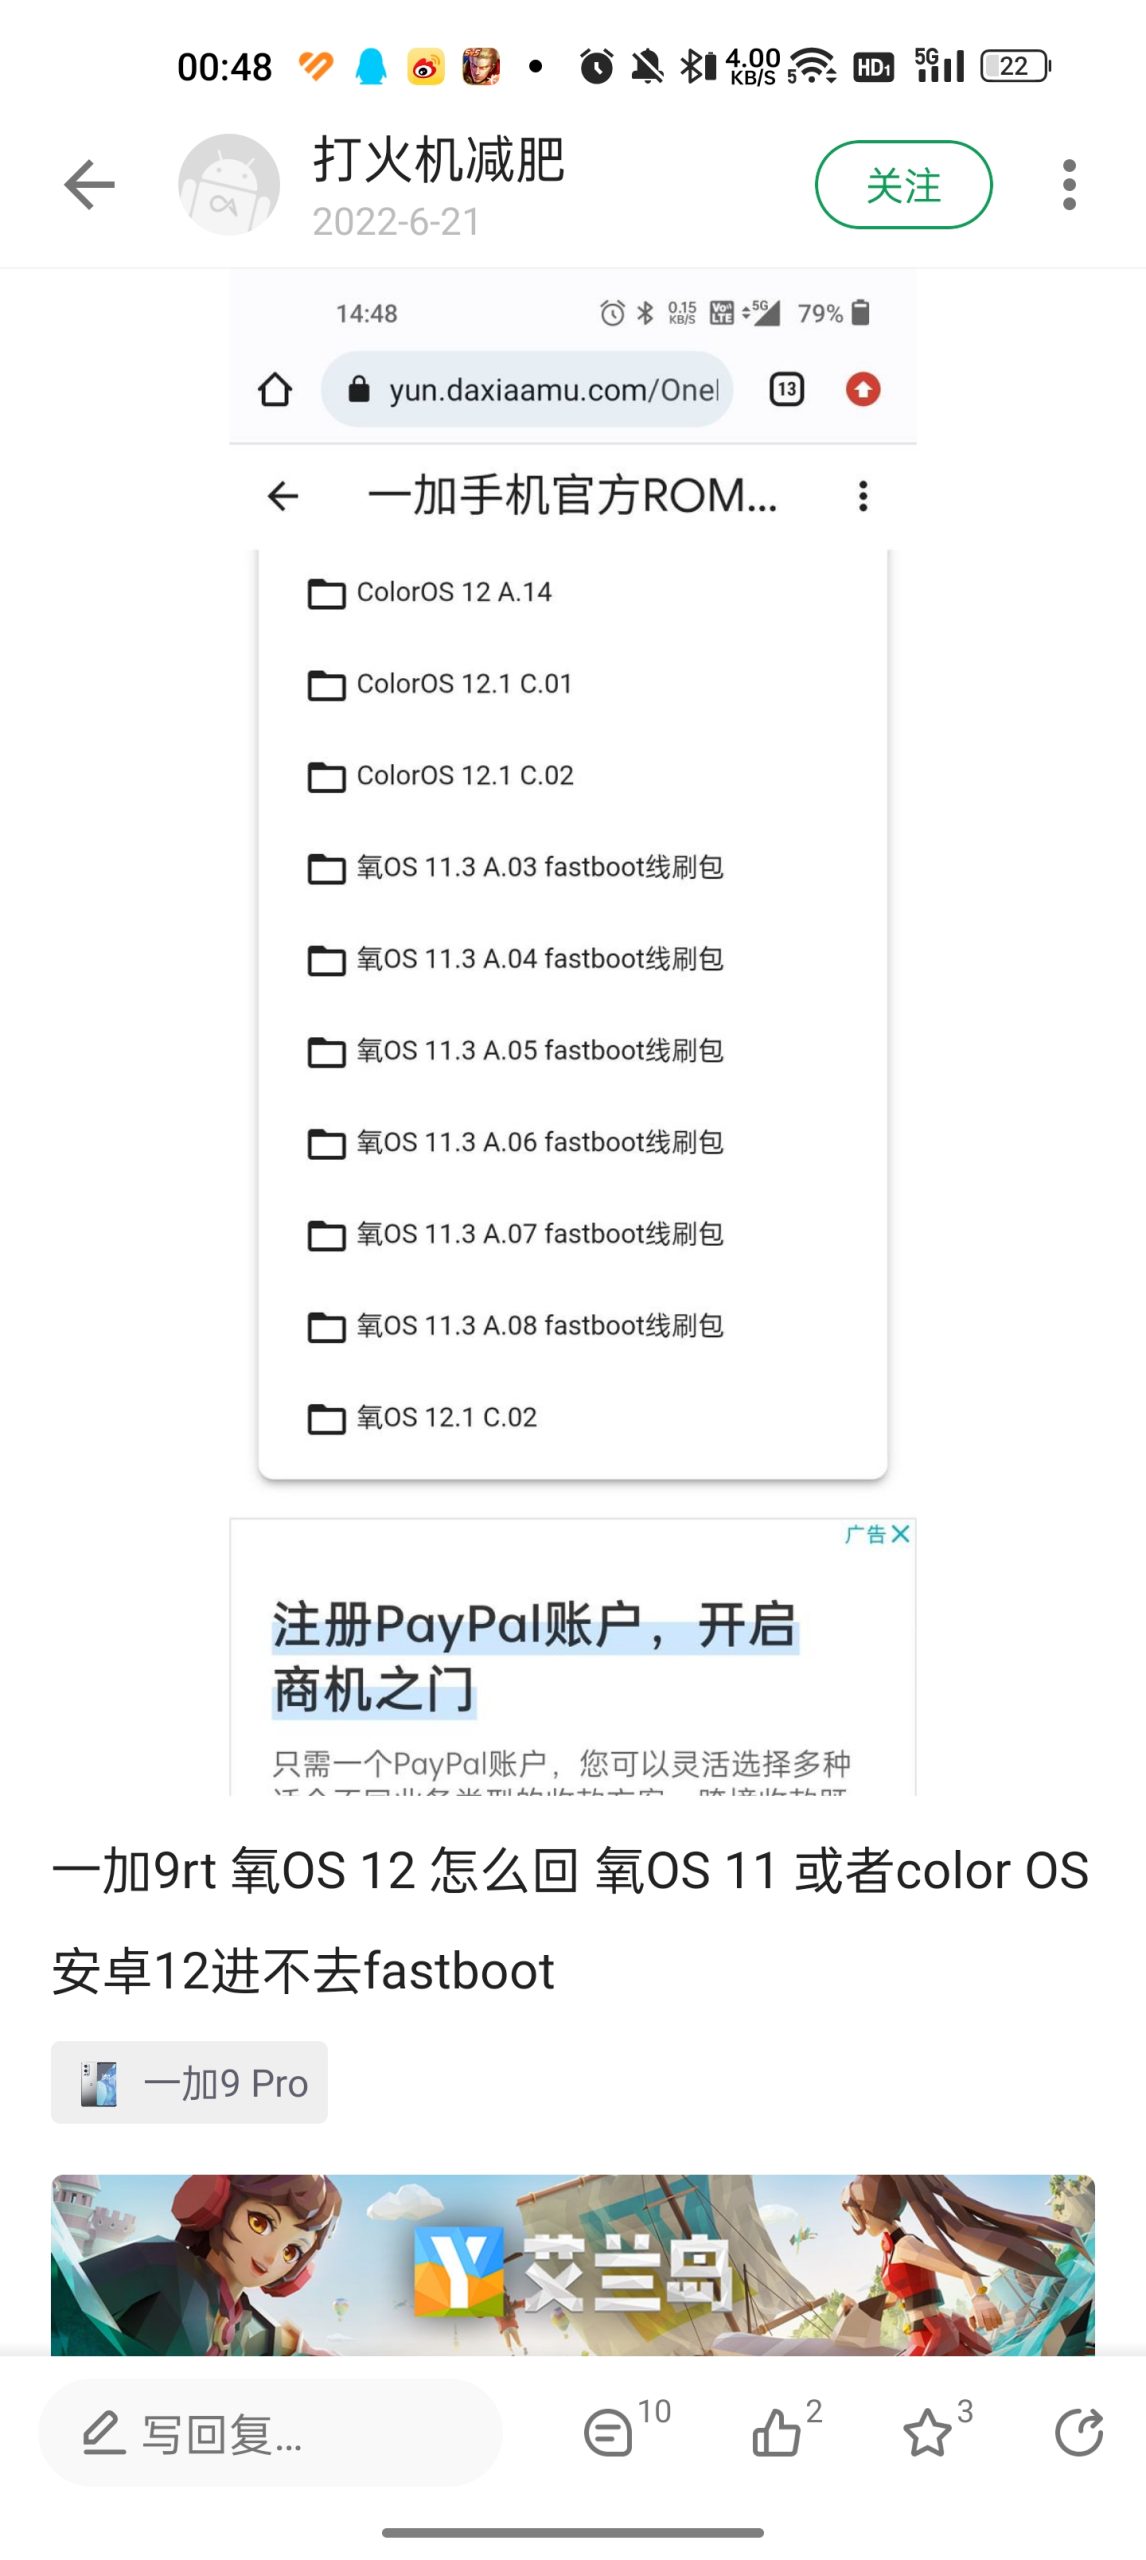 00:48
4.00 KB/S 5 HD1 5G 22
打火机减肥
2022-6-21
关注
14:48
0.15 KB/S VoLTE 5G 79%
yun.daxiaamu.com/One
13
一加手机官方ROM...
ColorOS 12 A.14
ColorOS 12.1 C.01
ColorOS 12.1 C.02
氧OS 11.3 A.03 fastboot线刷包
氧OS 11.3 A.04 fastboot线刷包
氧OS 11.3 A.05 fastboot线刷包
氧OS 11.3 A.06 fastboot线刷包
氧OS 11.3 A.07 fastboot线刷包
氧OS 11.3 A.08 fastboot线刷包
氧OS 12.1 C.02
广告
注册PayPal账户，开启
商机之门
只需一个PayPal账户，您可以灵活选择多种
一加9rt 氧OS 12 怎么回 氧OS 11 或者color OS
安卓12进不去fastboot
一加9 Pro
艾兰岛
写回复...
10
2
3